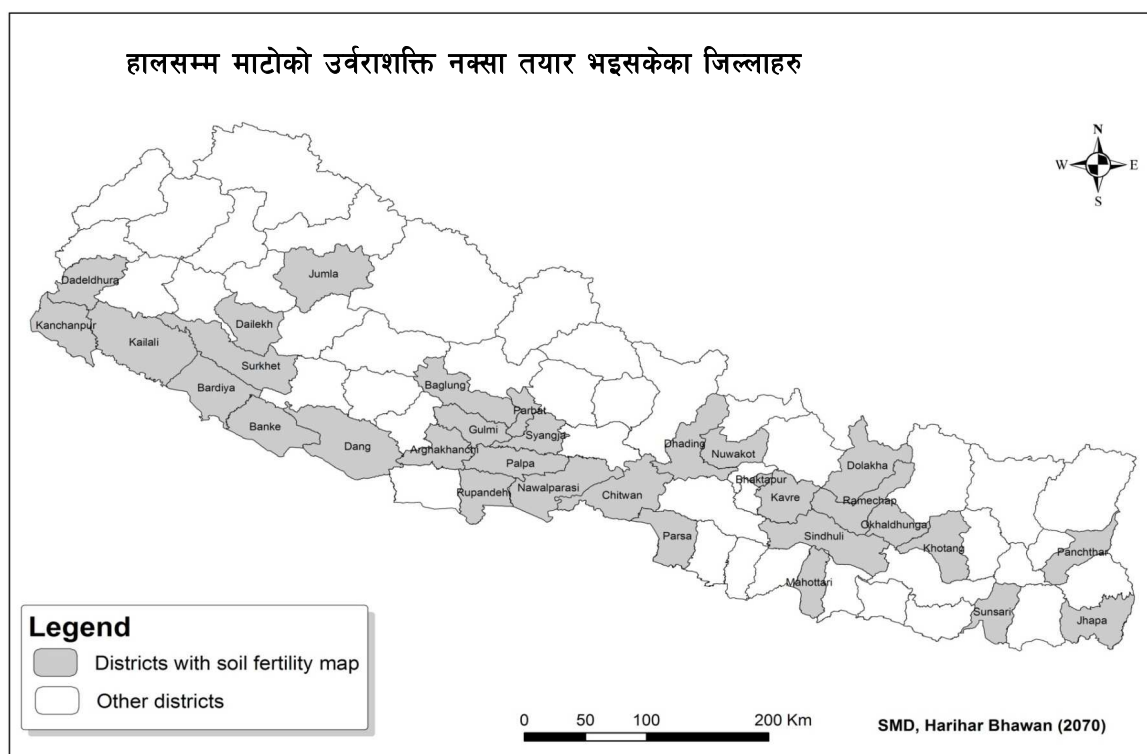 हालसम्म माटोको उर्वराशक्ति नक्सा तयार भइसकेका जिल्लाहरु
N
W E
S
Jumla
Dadeldhura
Kanchanpur
Dailekh
Kailali
Surkhet
Bardiya
Baglung
Parbat
Banke
Gulmi
Syangja
Dang
Arghakhanchi
Dhading
Nuwakot
Palpa
Dolakha
Bhaktapur
Rupandehi
Nawalparasi
Chitwan
Kavre
Ramechap
Okhaldhunga
Parsa
Sindhuli
Khotang
Panchthar
Mahottari
Sunsari
Jhapa
Legend
Districts with soil fertility map
Other districts
0 50 100 200 Km
SMD, Harihar Bhawan (2070)